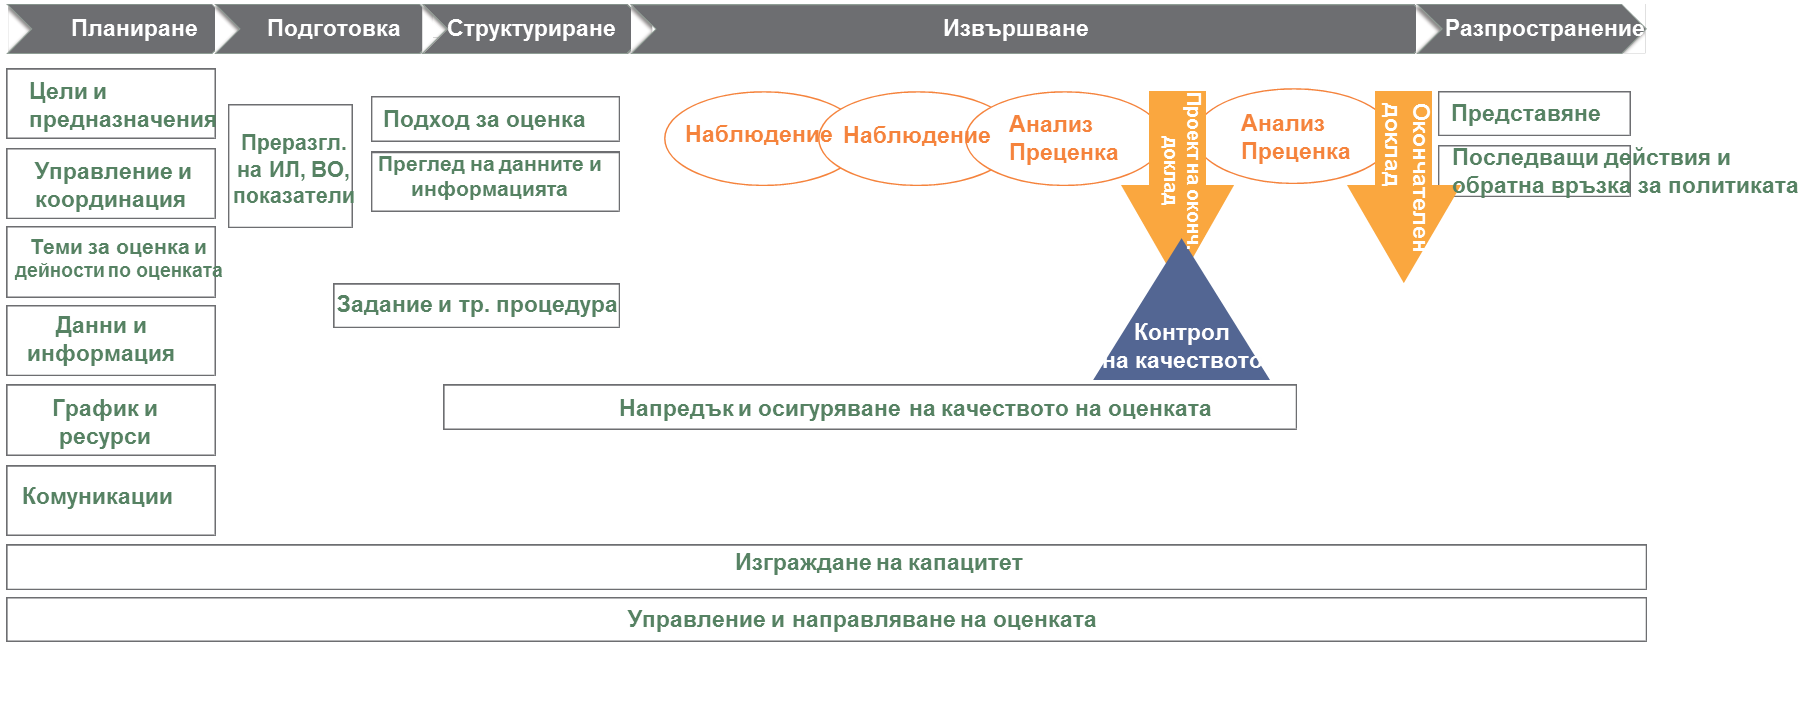 Планиране
Подготовка
Структуриране
Извършване
Разпространение
Цели и
предназначения
Управление и
координация
Теми за оценка и
дейности по оценката
Данни и
информация
График и
ресурси
Комуникации
Преразгл.
на ИЛ, ВО,
показатели
Подход за оценка
Преглед на данните и
информацията
Задание и тр. процедура
Наблюдение
Наблюдение
Анализ
Преценка
Проект на оконч.
доклад
Анализ
Преценка
Окончателен
доклад
Контрол
на качеството
Представяне
Последващи действия и
обратна връзка за политиката
Напредък и осигуряване на качеството на оценката
Изграждане на капацитет
Управление и направляване на оценката